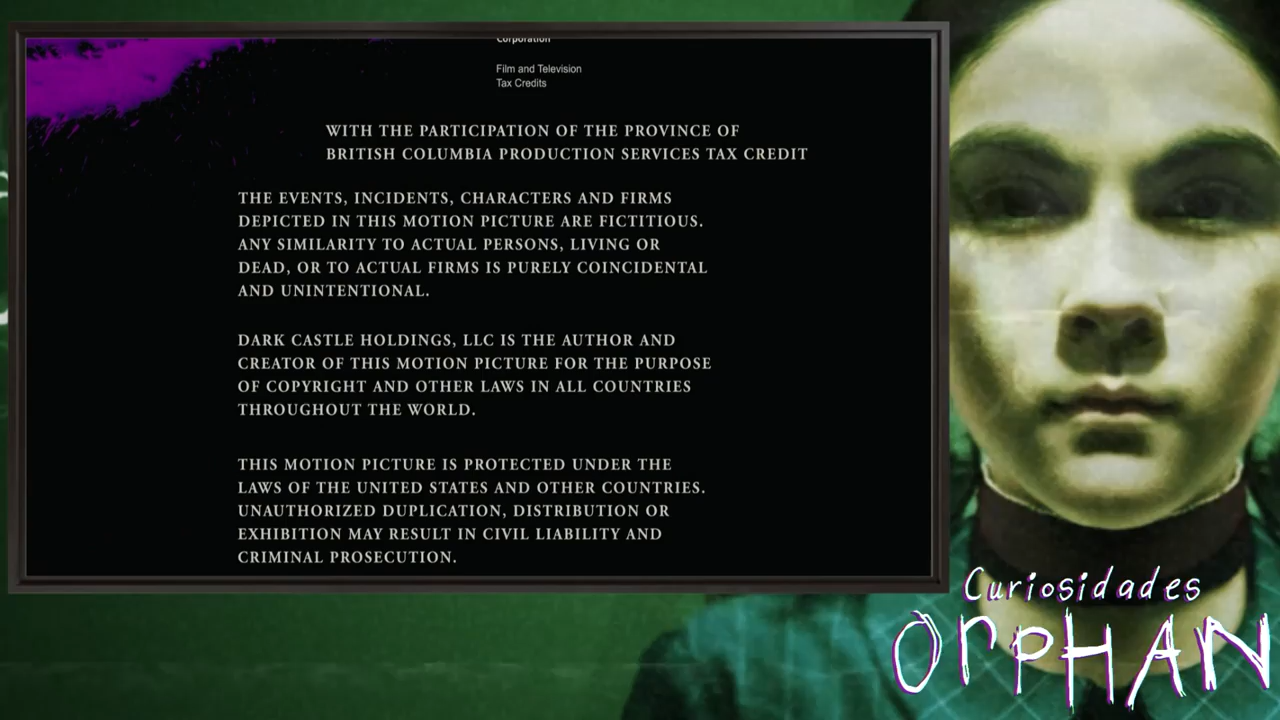 Corporation
Film and Television
Tax Credits
WITH THE PARTICIPATION OF THE PROVINCE OF
BRITISH COLUMBIA PRODUCTION SERVICES TAX CREDIT
THE EVENTS, INCIDENTS, CHARACTERS AND FIRMS
DEPICTED IN THIS MOTION PICTURE ARE FICTITIOUS.
ANY SIMILARITY TO ACTUAL PERSONS, LIVING OR
DEAD, OR TO ACTUAL FIRMS IS PURELY COINCIDENTAL
AND UNINTENTIONAL.
DARK CASTLE HOLDINGS, LLC IS THE AUTHOR AND
CREATOR OF THIS MOTION PICTURE FOR THE PURPOSE
OF COPYRIGHT AND OTHER LAWS IN ALL COUNTRIES
THROUGHOUT THE WORLD.
THIS MOTION PICTURE IS PROTECTED UNDER THE
LAWS OF THE UNITED STATES AND OTHER COUNTRIES.
UNAUTHORIZED DUPLICATION, DISTRIBUTION OR
EXHIBITION MAY RESULT IN CIVIL LIABILITY AND
CRIMINAL PROSECUTION.
Curiosidades
OrPHAN